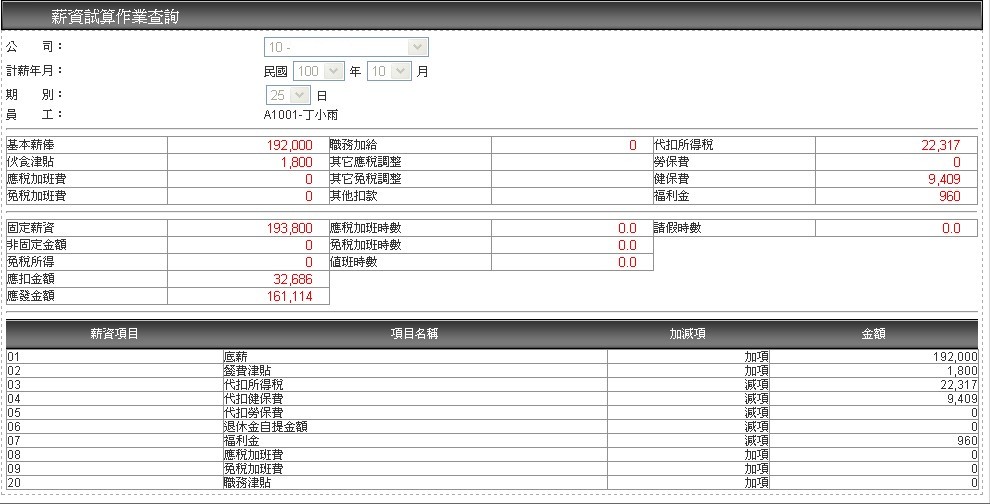 薪資試算作業查詢
公 司： 10 -
計薪年月： 民國 100 年 10 月
期 別： 25 日
員 工： A1001-丁小雨
基本薪俸 192,000 職務加給 0 代扣所得稅 22,317
伙食津貼 1,800 其它應稅調整 勞保費 0
應稅加班費 0 其它免稅調整 健保費 9,409
免稅加班費 0 其他扣款 福利金 960
固定薪資 193,800 應稅加班時數 0.0 請假時數 0.0
非固定金額 0 免稅加班時數 0.0
免稅所得 0 值班時數 0.0
應扣金額 32,686
應發金額 161,114
薪資項目 項目名稱 加減項 金額
01 底薪 加項 192,000
02 餐費津貼 加項 1,800
03 代扣所得稅 減項 22,317
04 代扣健保費 減項 9,409
05 代扣勞保費 減項 0
06 退休金自提金額 減項 0
07 福利金 減項 960
08 應稅加班費 加項 0
09 免稅加班費 加項 0
20 職務津貼 加項 0